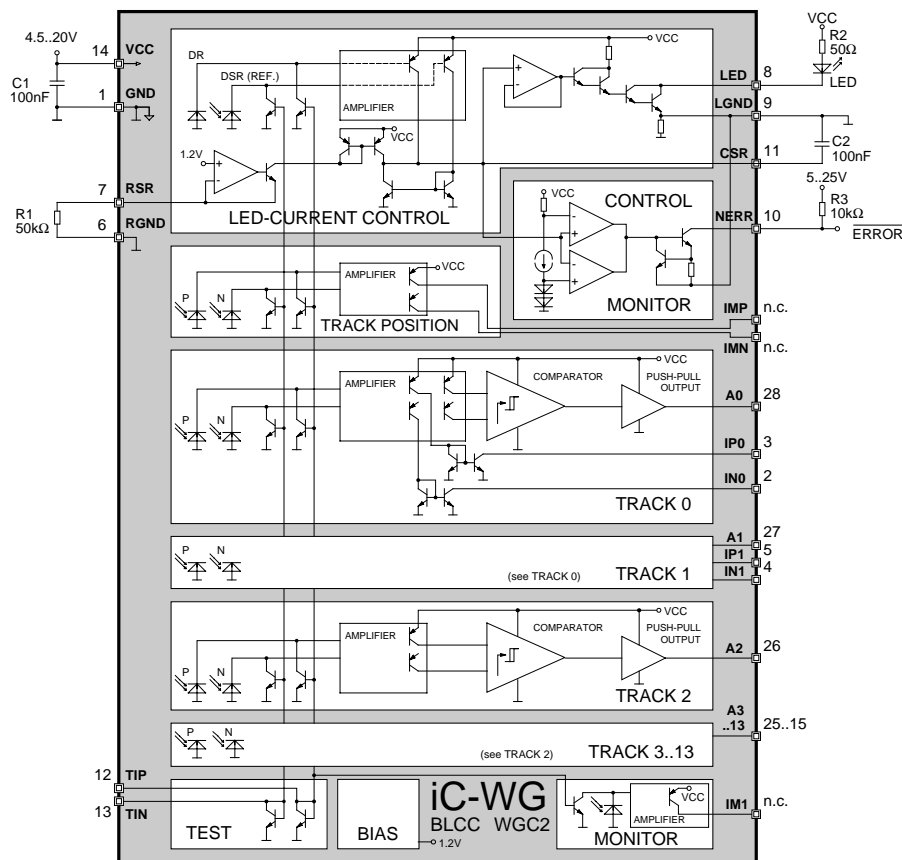 4.5..20V
14
VCC
C1
100nF
1
GND
7
RSR
R1
50kΩ
6
RGND
DR
DSR (REF.)
AMPLIFIER
VCC
VCC
1.2V
LED-CURRENT CONTROL
VCC
R2
50Ω
LED
LED
8
LGND
9
CSR
11
C2
100nF
5..25V
R3
10kΩ
NERR
10
ERROR
VCC
CONTROL
MONITOR
P
N
AMPLIFIER
VCC
TRACK POSITION
IMP
n.c.
IMN
n.c.
P
N
AMPLIFIER
VCC
COMPARATOR
PUSH-PULL
OUTPUT
A0
28
IP0
3
IN0
2
TRACK 0
P
N
(see TRACK 0)
TRACK 1
A1
27
IP1
5
IN1
4
P
N
AMPLIFIER
VCC
COMPARATOR
PUSH-PULL
OUTPUT
A2
26
TRACK 2
P
N
(see TRACK 2)
TRACK 3..13
A3
..13
25..15
12
TIP
13
TIN
TEST
BIAS
1.2V
iC-WG
BLCC WGC2
VCC
AMPLIFIER
MONITOR
IM1
n.c.